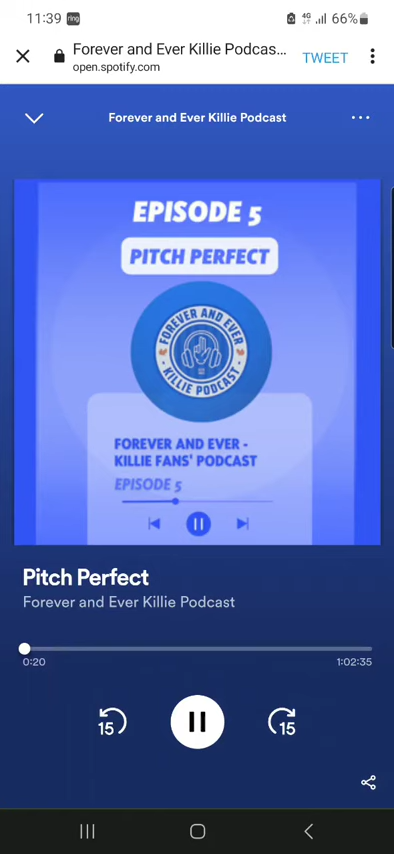 11:39 ring 4G 66%
Forever and Ever Killie Podcas...
open.spotify.com
TWEET
Forever and Ever Killie Podcast
EPISODE 5
PITCH PERFECT
FOREVER AND EVER
KILLIE PODCAST
FOREVER AND EVER -
KILLIE FANS' PODCAST
EPISODE 5
Pitch Perfect
Forever and Ever Killie Podcast
0:20 1:02:35
15 15